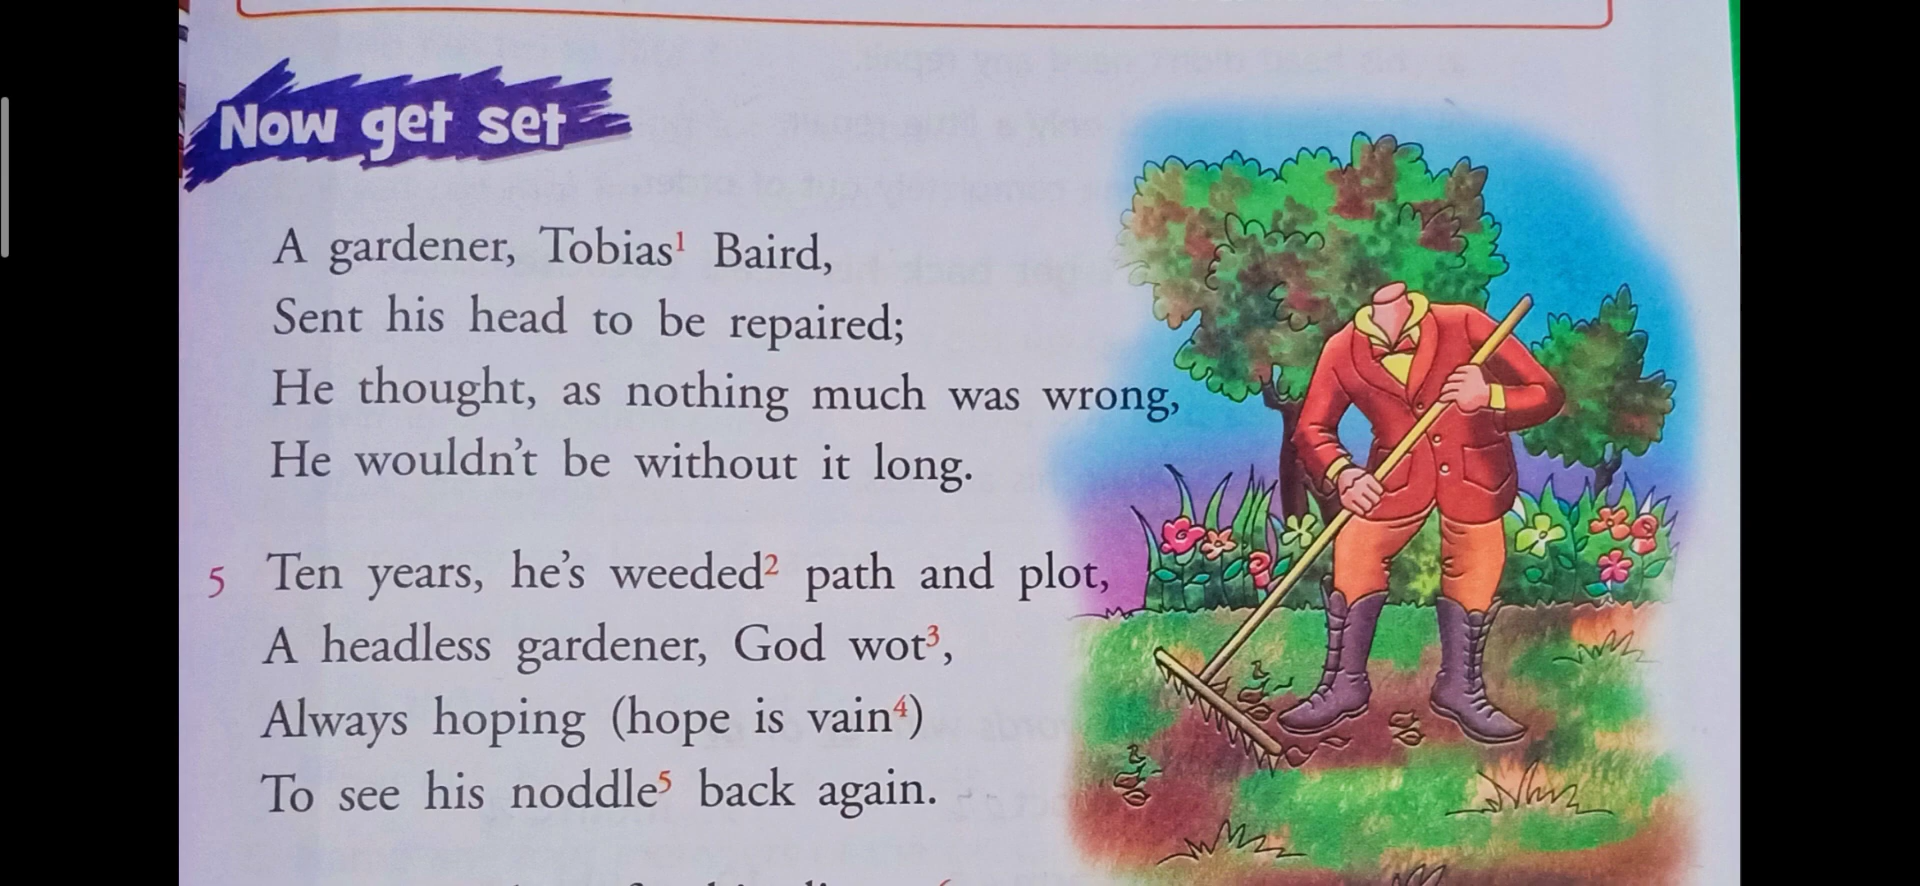 Now get set
A gardener, Tobias¹ Baird,
Sent his head to be repaired;
He thought, as nothing much was wrong,
He wouldn't be without it long.
5 Ten years, he's weeded² path and plot,
A headless gardener, God wot³,
Always hoping (hope is vain⁴)
To see his noddle⁵ back again.